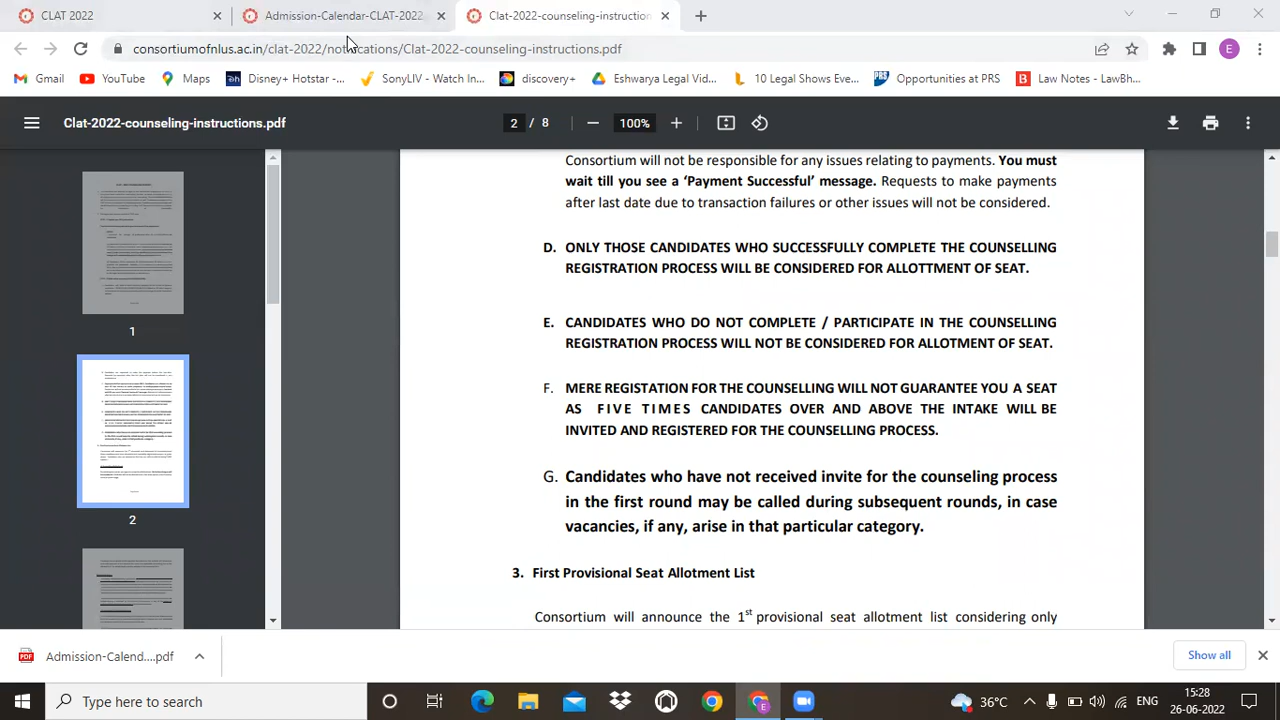 CLAT 2022
Admission-Calendar-CLAT-2022
Clat-2022-counseling-instruction
consortiumofnlus.ac.in/clat-2022/notifications/Clat-2022-counseling-instructions.pdf
E
Gmail
YouTube
Maps
Disney+ Hotstar -...
SonyLIV - Watch In...
discovery+
Eshwarya Legal Vid...
10 Legal Shows Eve...
PRS
Opportunities at PRS
B
Law Notes - LawBh...
Clat-2022-counseling-instructions.pdf
2 / 8
100%
Consortium will not be responsible for any issues relating to payments. You must
wait till you see a ‘Payment Successful’ message. Requests to make payments
after last date due to transaction failures or other issues will not be considered.
D. ONLY THOSE CANDIDATES WHO SUCCESSFULLY COMPLETE THE COUNSELLING
REGISTRATION PROCESS WILL BE CONSIDERED FOR ALLOTTMENT OF SEAT.
E. CANDIDATES WHO DO NOT COMPLETE / PARTICIPATE IN THE COUNSELLING
REGISTRATION PROCESS WILL NOT BE CONSIDERED FOR ALLOTMENT OF SEAT.
F. MERE REGISTATION FOR THE COUNSELLING WILL NOT GUARANTEE YOU A SEAT
AS FIVE TIMES CANDIDATES OVER AND ABOVE THE INTAKE WILL BE
INVITED AND REGISTERED FOR THE COUNSELLING PROCESS.
G. Candidates who have not received invite for the counseling process
in the first round may be called during subsequent rounds, in case
vacancies, if any, arise in that particular category.
3. First Provisional Seat Allotment List
Consortium will announce the 1st provisional seat allotment list considering only
1
2
PDF
Admission-Calend....pdf
Show all
Type here to search
E
36°C
ENG
15:28
26-06-2022